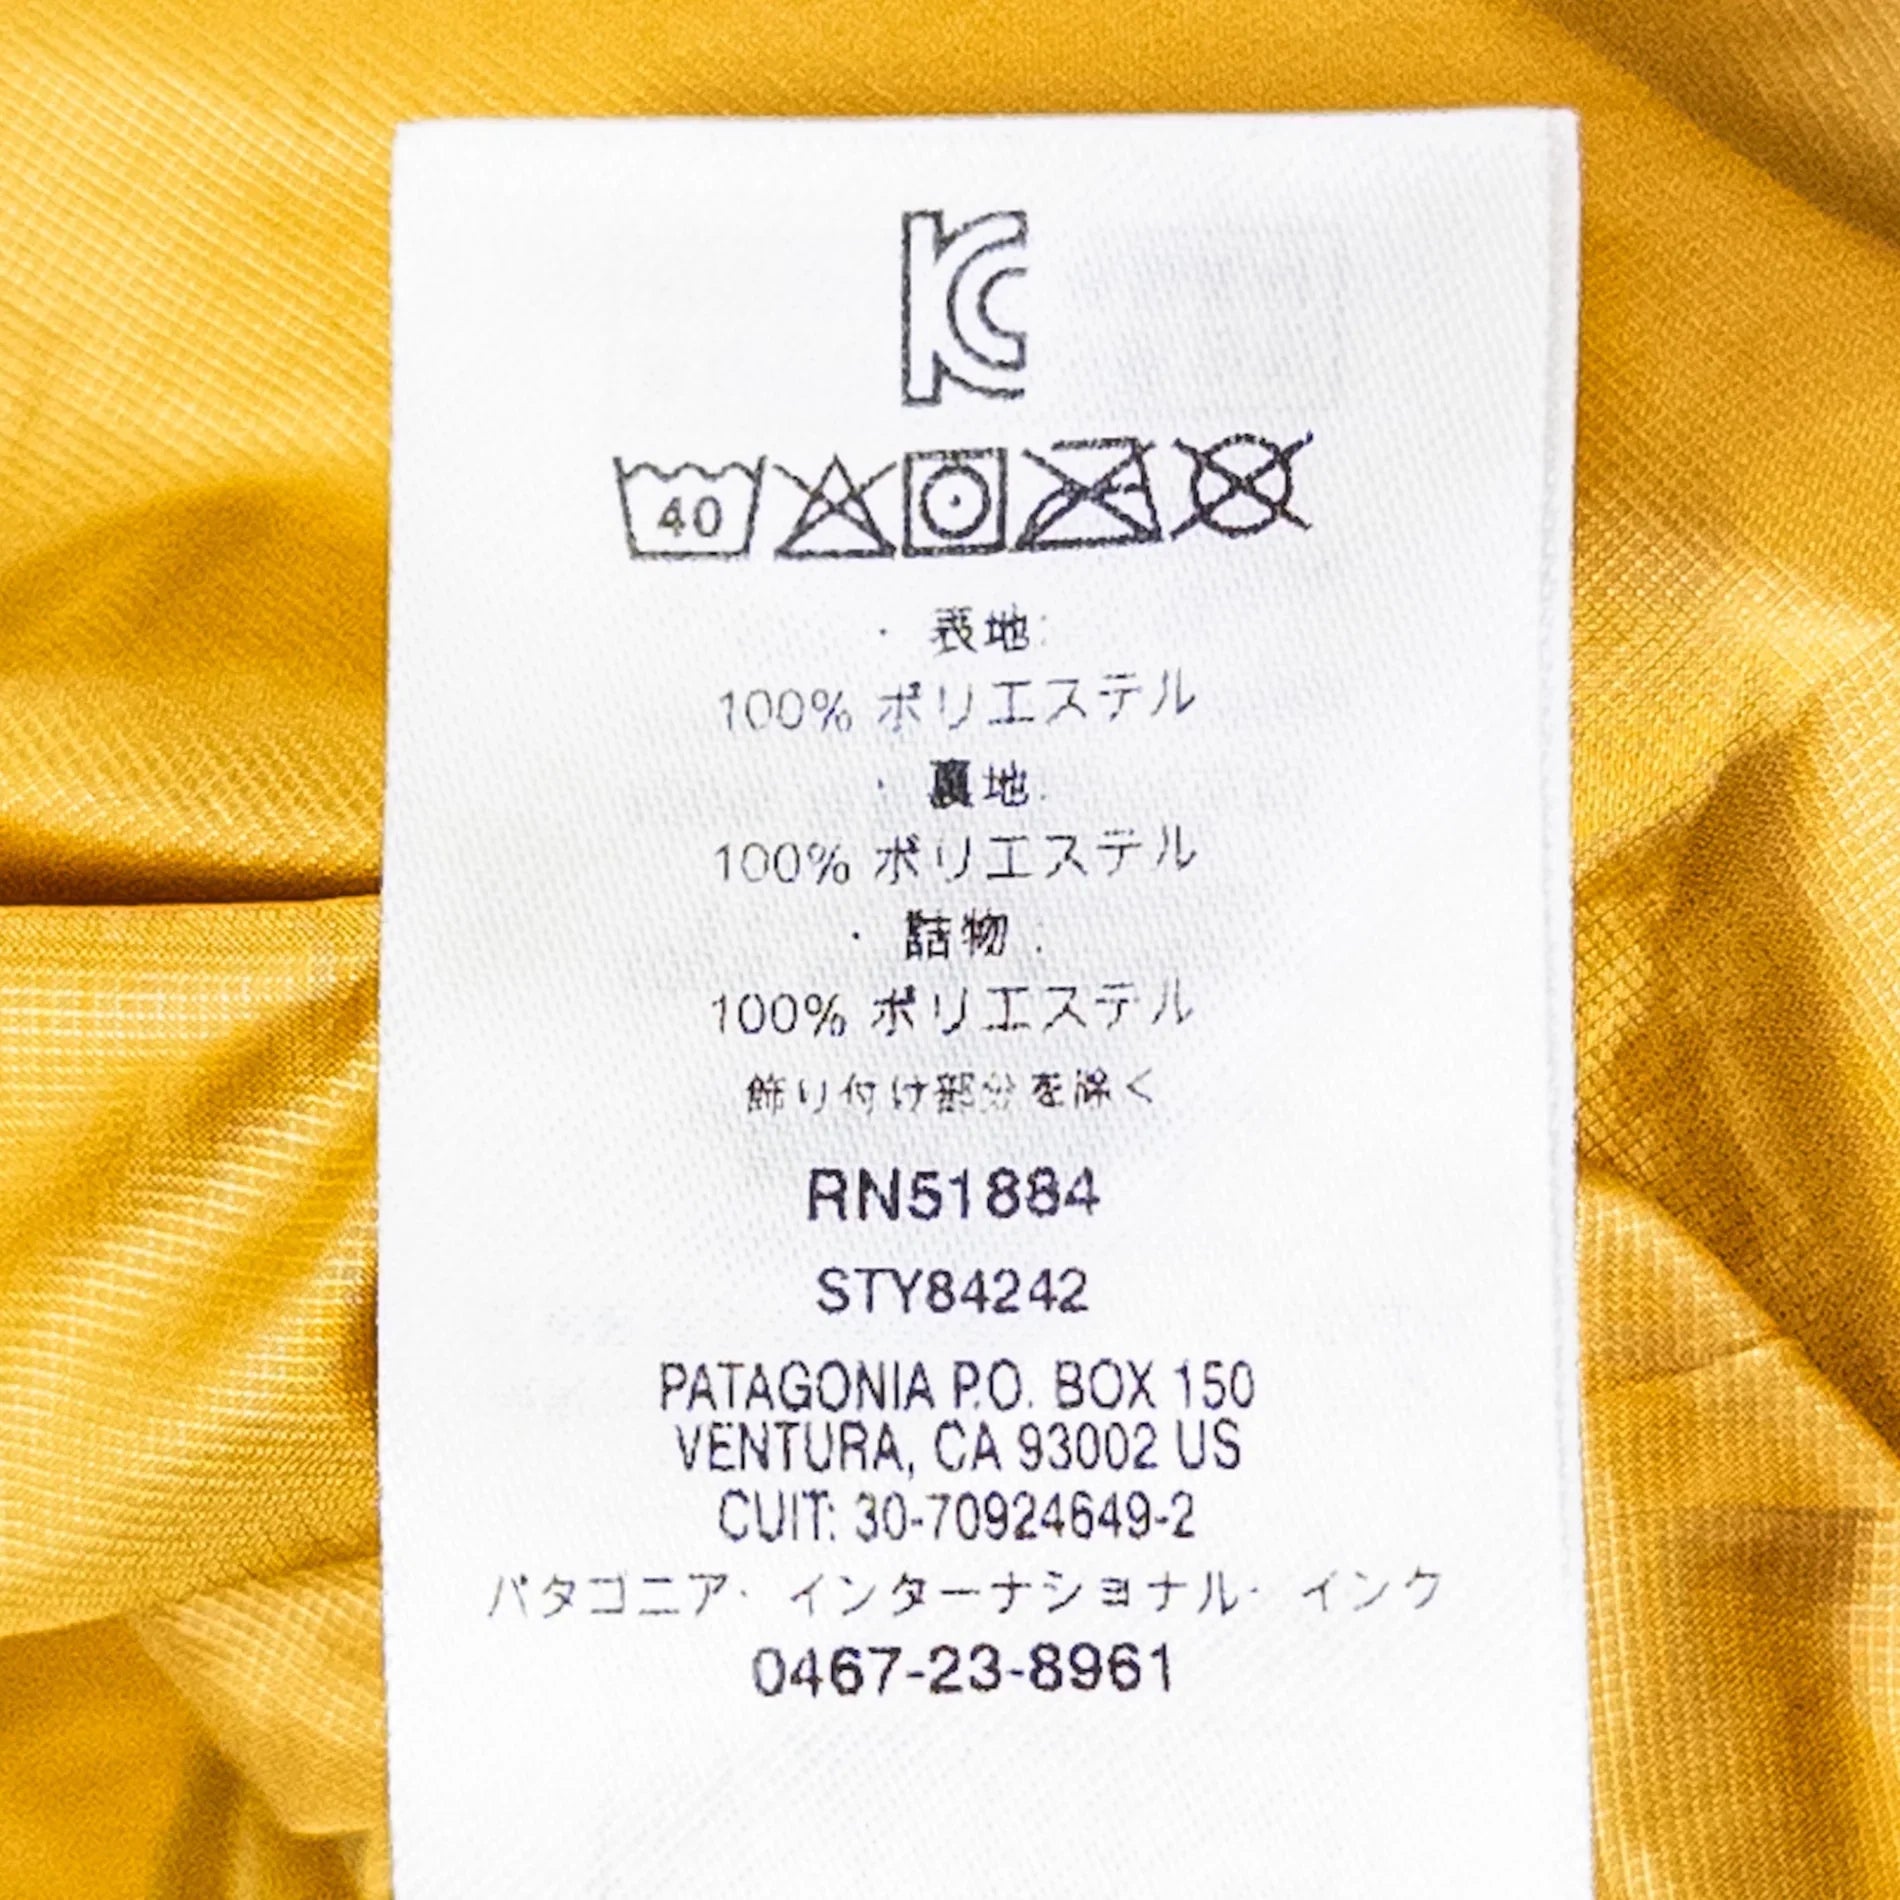 KC
40
・表地:
100% ポリエステル
・裏地:
100% ポリエステル
・詰物:
100% ポリエステル
飾り付け部分を除く
RN51884
STY84242
PATAGONIA P.O. BOX 150
VENTURA, CA 93002 US
CUIT: 30-70924649-2
パタゴニア・インターナショナル・インク
0467-23-8961